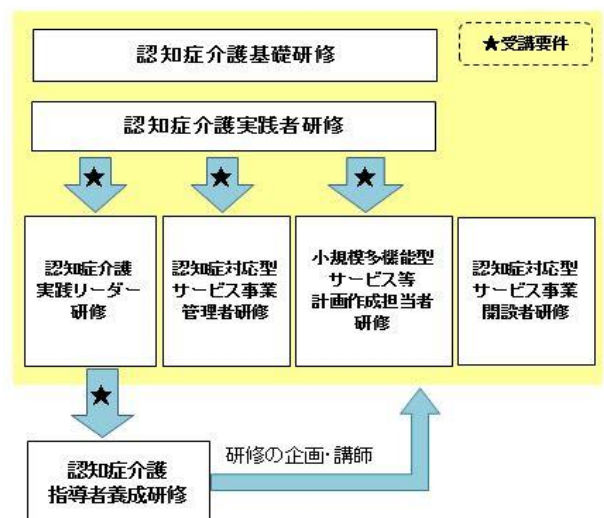 ★受講要件
認知症介護基礎研修
認知症介護実践者研修
★
★
★
認知症介護
実践リーダー
研修
認知症対応型
サービス事業
管理者研修
小規模多機能型
サービス等
計画作成担当者
研修
認知症対応型
サービス事業
開設者研修
★
認知症介護
指導者養成研修
研修の企画・講師